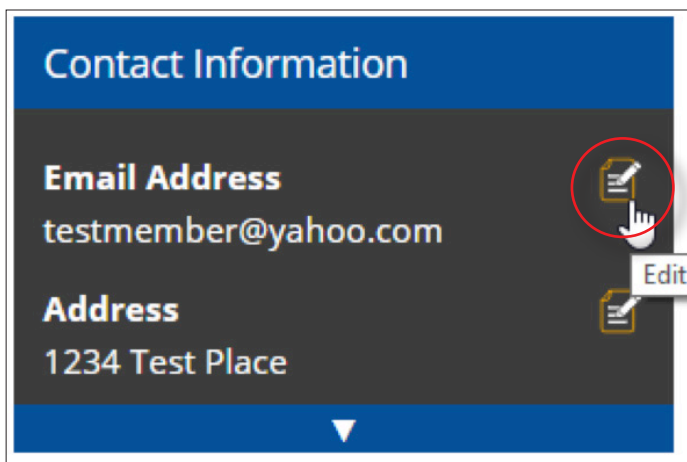 Contact Information
Email Address
testmember@yahoo.com
Edit
Address
1234 Test Place